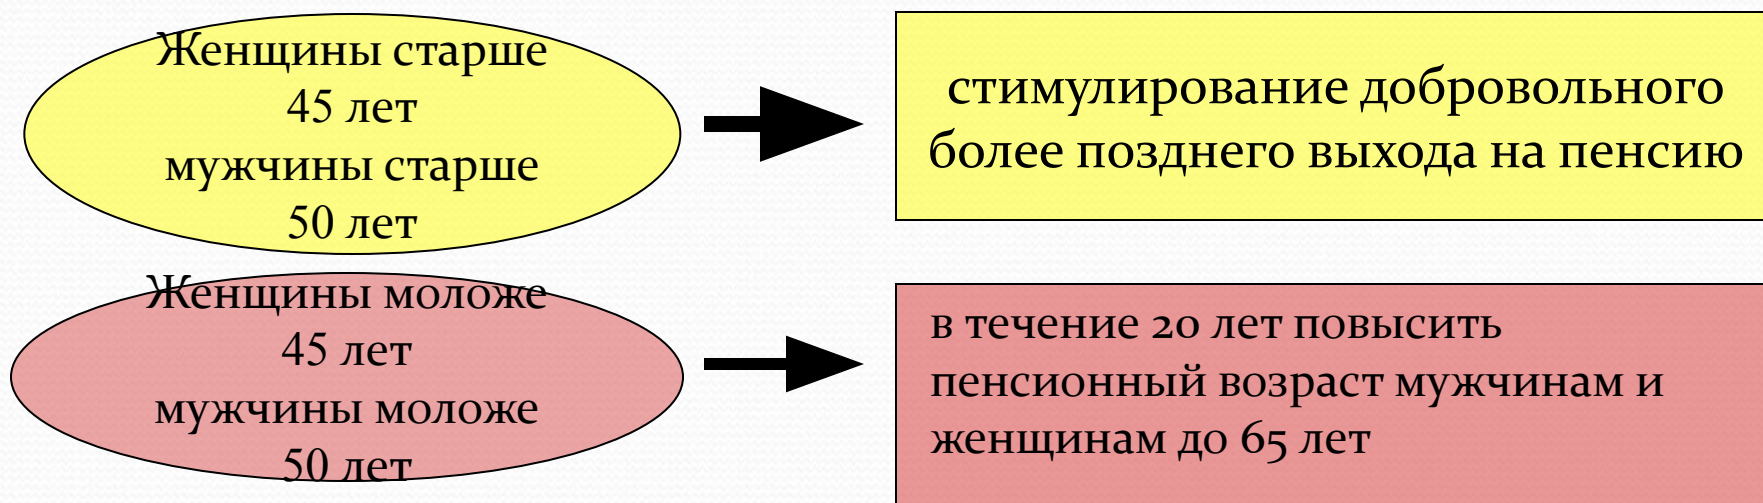 Женщины старше
45 лет
мужчины старше
50 лет
стимулирование добровольного
более позднего выхода на пенсию
Женщины моложе
45 лет
мужчины моложе
50 лет
в течение 20 лет повысить
пенсионный возраст мужчинам и
женщинам до 65 лет